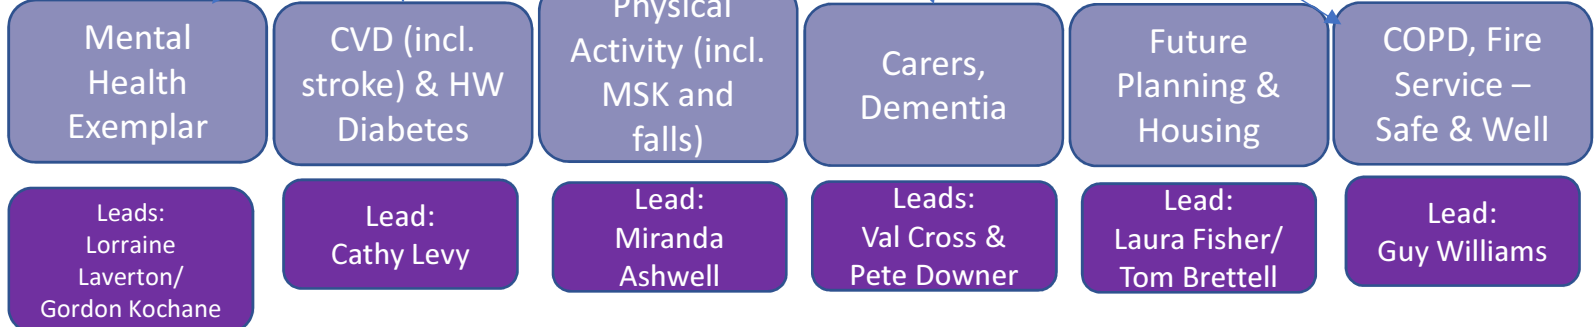 Mental
Health
Exemplar
CVD (incl.
stroke) & HW
Diabetes
Physical
Activity (incl.
MSK and
falls)
Carers,
Dementia
Future
Planning &
Housing
COPD, Fire
Service –
Safe & Well
Leads:
Lorraine
Laverton/
Gordon Kochane
Lead:
Cathy Levy
Lead:
Miranda
Ashwell
Leads:
Val Cross &
Pete Downer
Lead:
Laura Fisher/
Tom Brettell
Lead:
Guy Williams